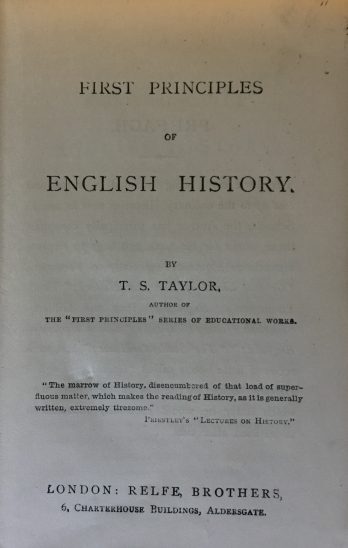 FIRST PRINCIPLES
OF
ENGLISH HISTORY.
BY
T. S. TAYLOR,
AUTHOR OF
THE "FIRST PRINCIPLES" SERIES OF EDUCATIONAL WORKS.
"The marrow of History, disencumbered of that load of super-
fluous matter, which makes the reading of History, as it is generally
written, extremely tiresome."
PRIESTLEY'S "LECTURES ON HISTORY."
LONDON: RELFE, BROTHERS,
6, CHARTERHOUSE BUILDINGS, ALDERSGATE.